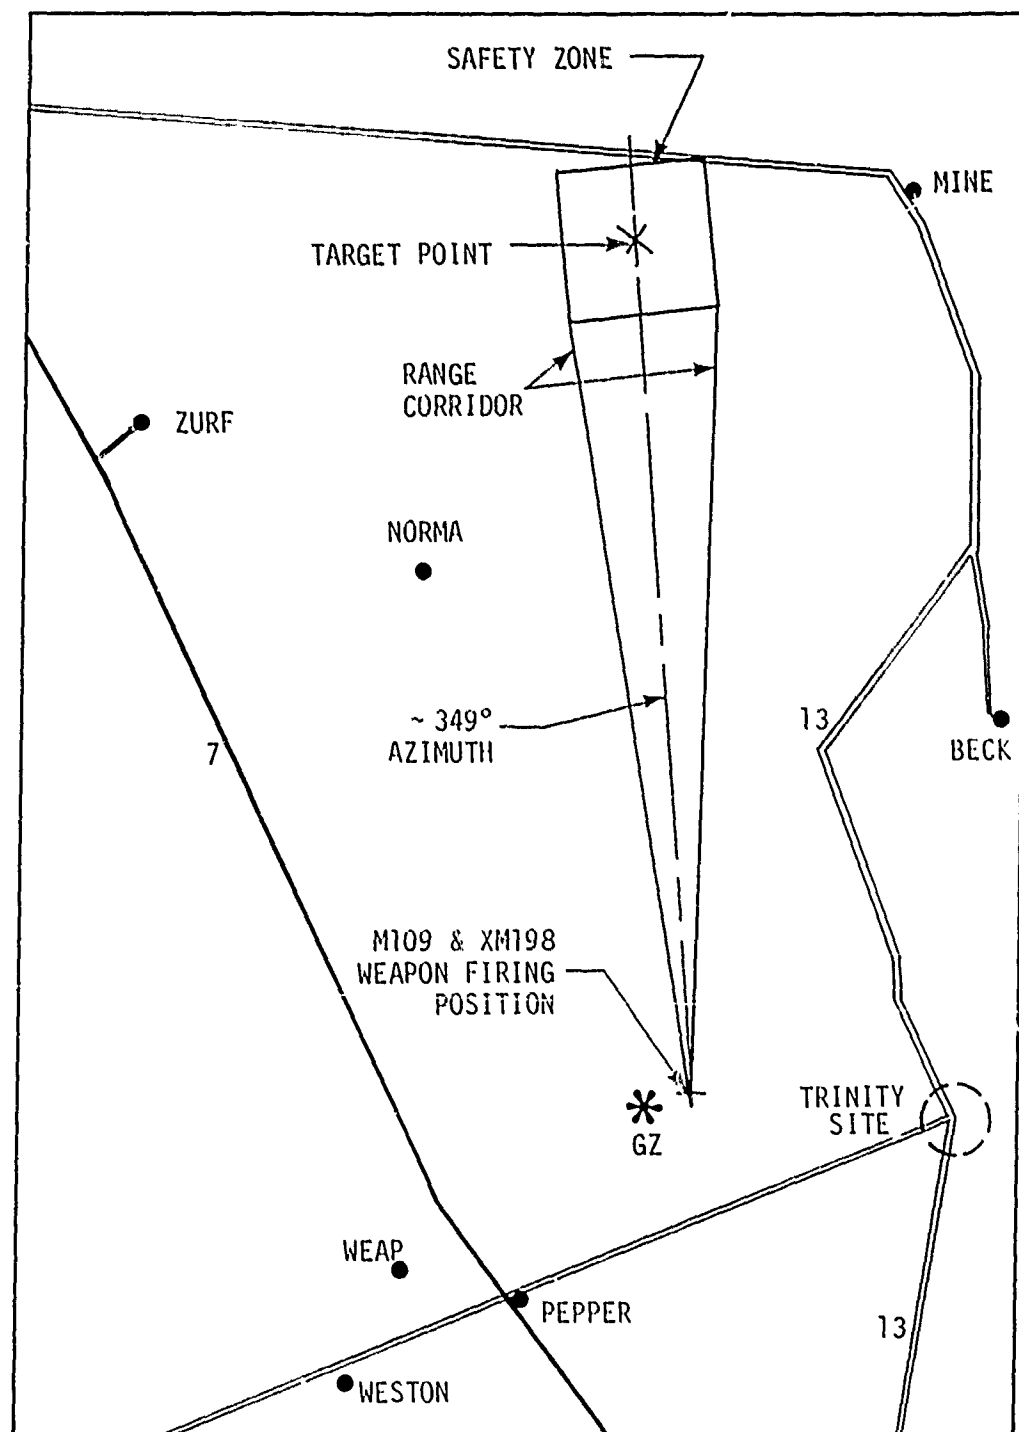 SAFETY ZONE
MINE
TARGET POINT
RANGE
CORRIDOR
ZURF
NORMA
~ 349°
AZIMUTH
13
7
BECK
M109 & XM198
WEAPON FIRING
POSITION
TRINITY
SITE
GZ
WEAP
PEPPER
13
WESTON